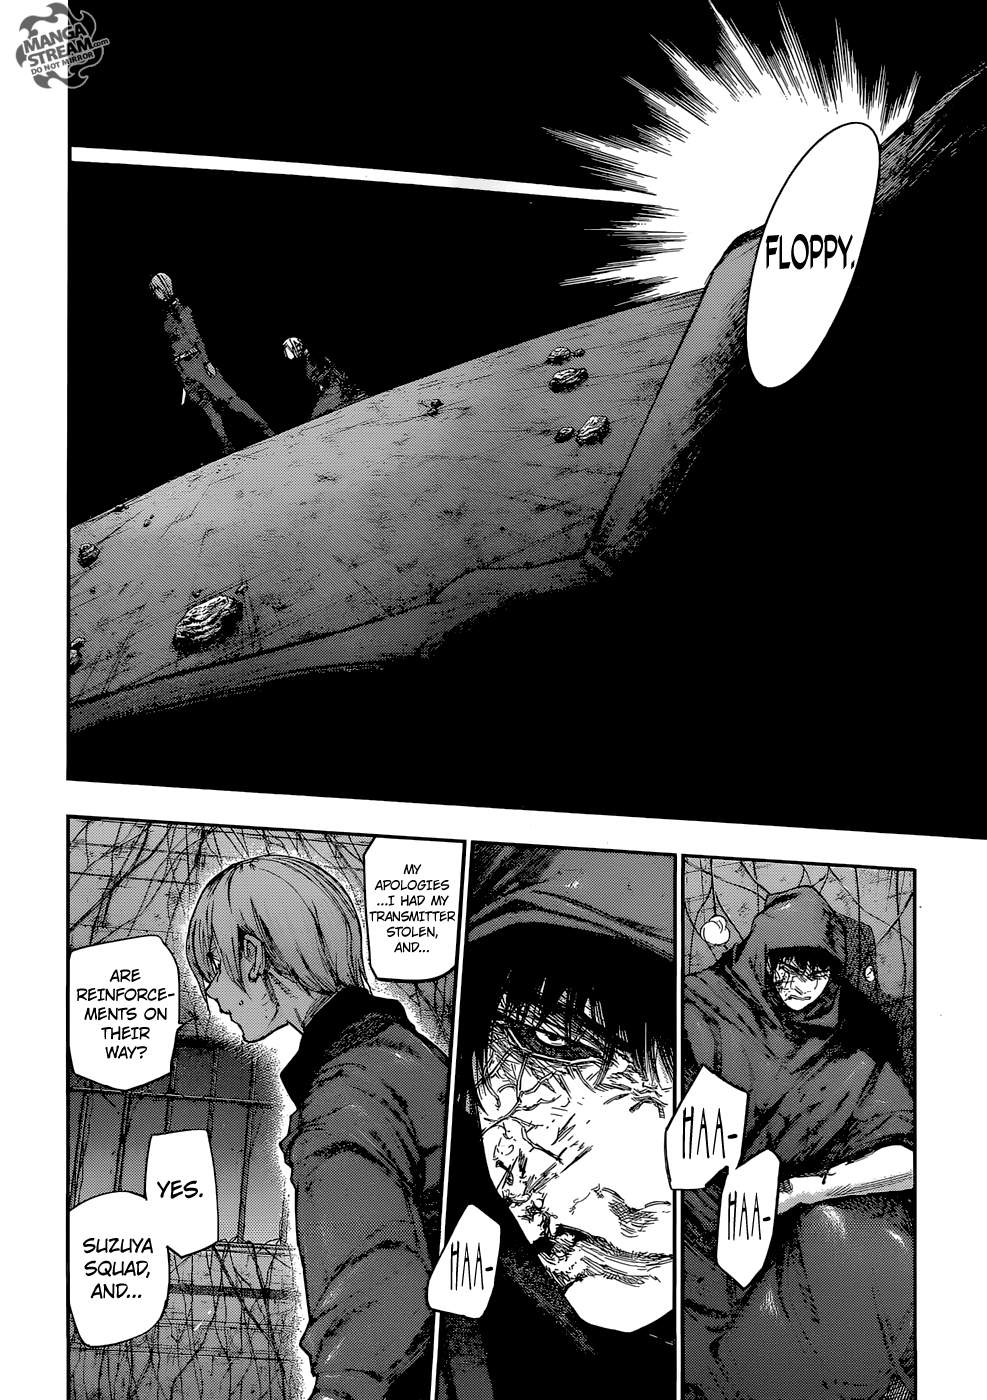 MANGA
STREAM.com
DO NOT MIRROR
FLOPPY.
HAA-
HAA-
HAA-
MY
APOLOGIES
...I HAD MY
TRANSMITTER
STOLEN,
AND...
ARE
REINFORCE-
MENTS ON
THEIR
WAY?
YES.
SUZUYA
SQUAD,
AND...